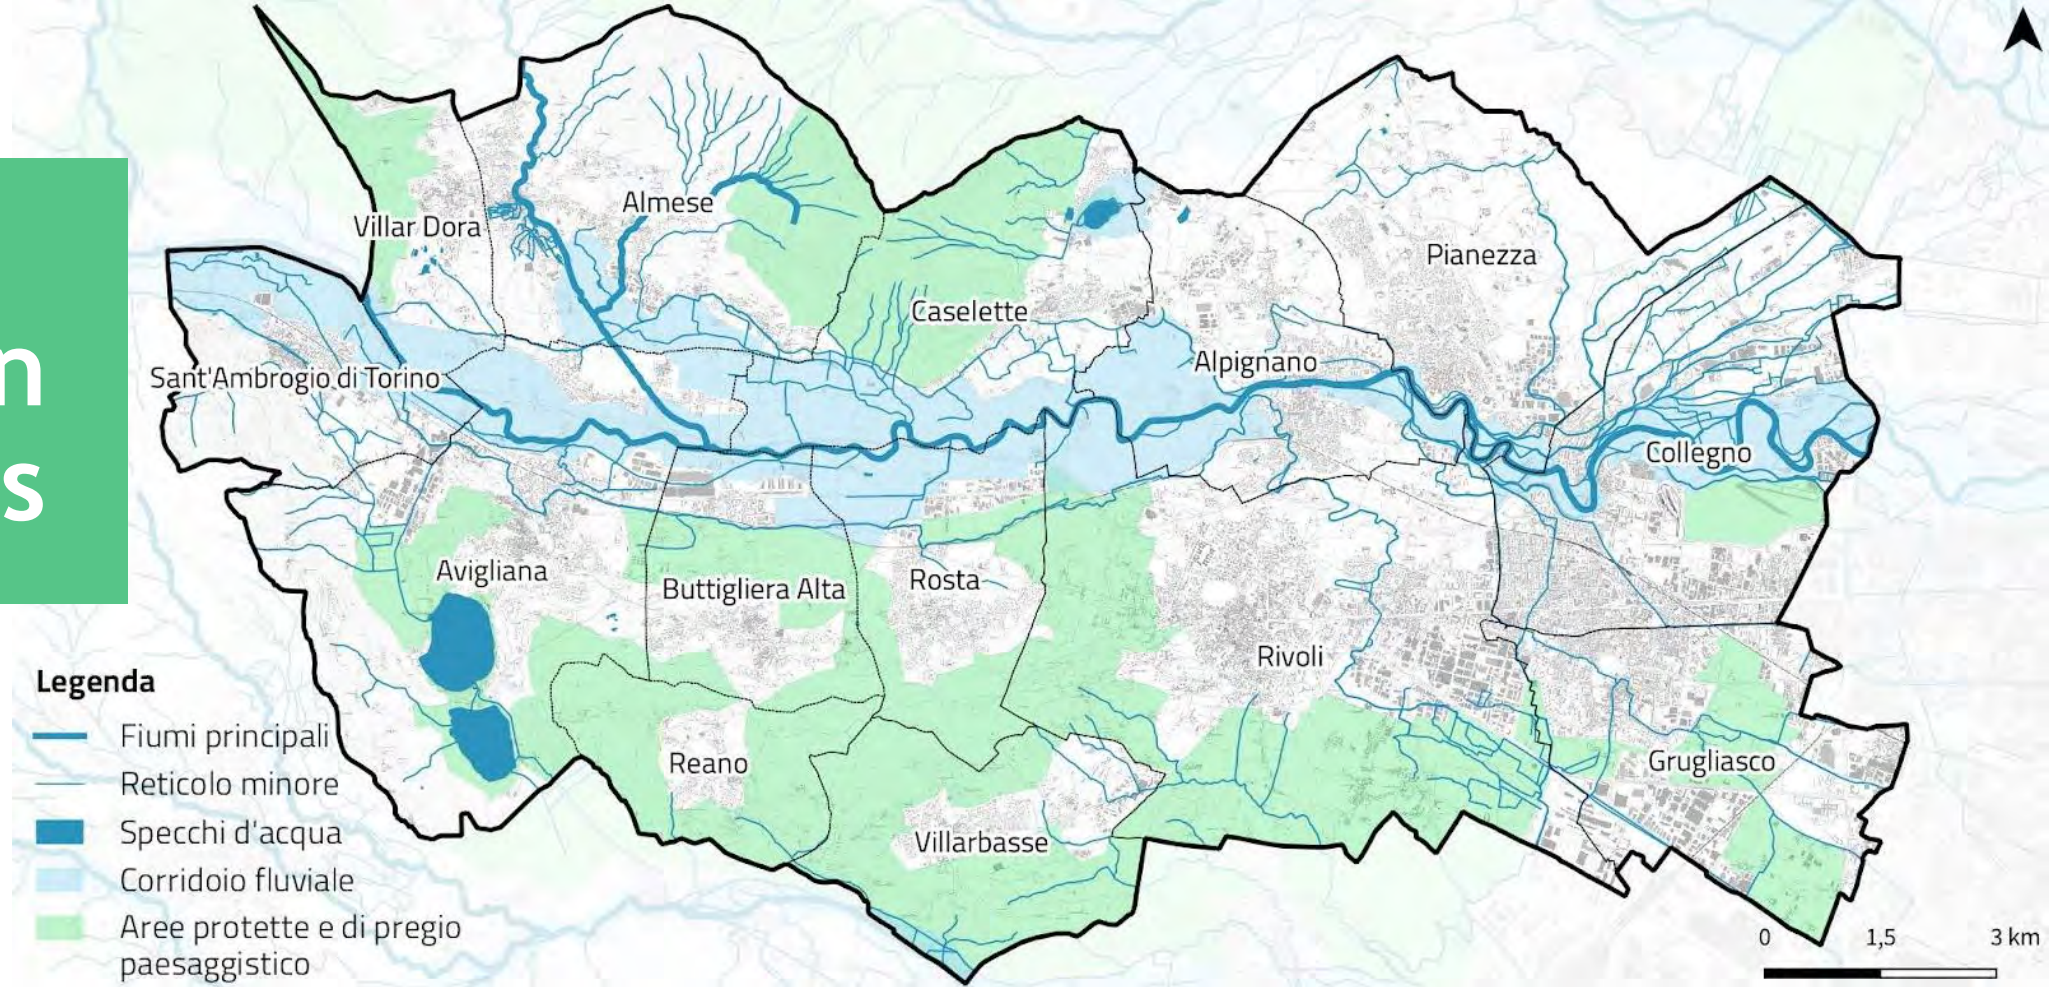 n
s
Almese
Villar Dora
Pianezza
Caselette
Alpignano
Sant'Ambrogio di Torino
Collegno
Avigliana
Buttigliera Alta
Rosta
Rivoli
Reano
Grugliasco
Villarbasse
Legenda
Fiumi principali
Reticolo minore
Specchi d'acqua
Corridoio fluviale
Aree protette e di pregio
paesaggistico
0 1,5 3 km